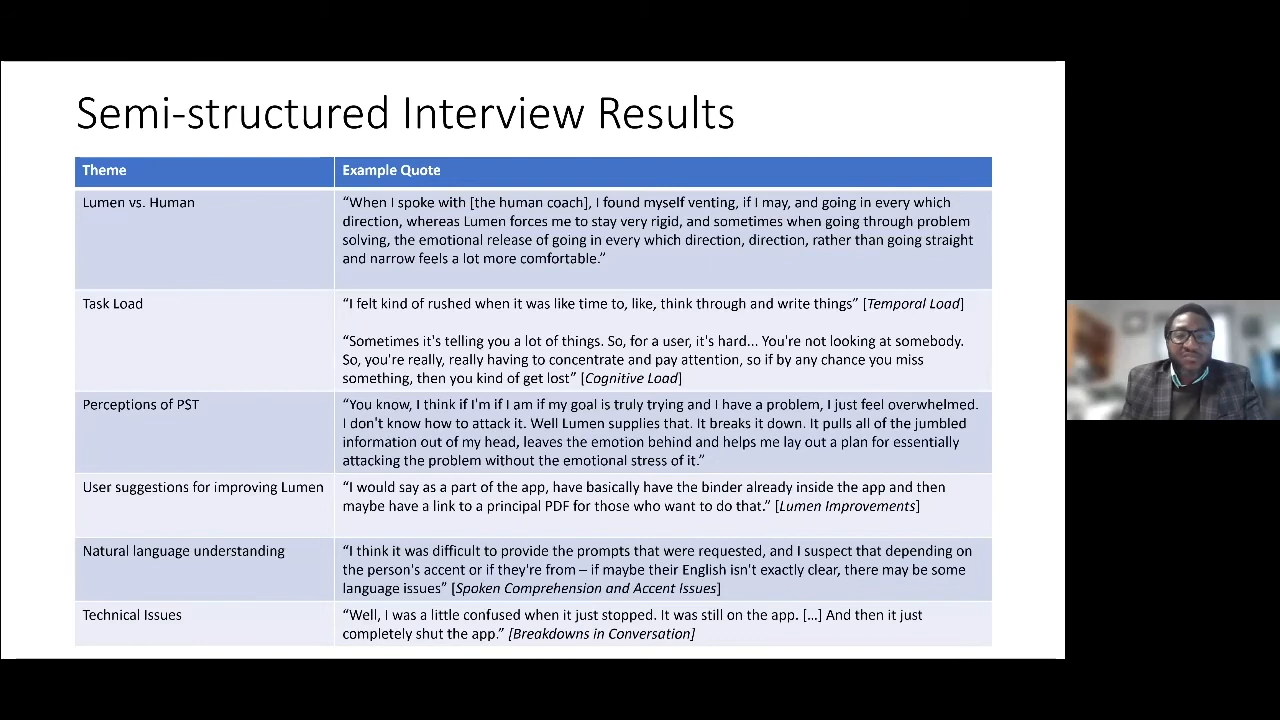 Semi-structured Interview Results
Theme
Example Quote
Lumen vs. Human
“When I spoke with [the human coach], I found myself venting, if I may, and going in every which
direction, whereas Lumen forces me to stay very rigid, and sometimes when going through problem
solving, the emotional release of going in every which direction, direction, rather than going straight
and narrow feels a lot more comfortable.”
Task Load
“I felt kind of rushed when it was like time to, like, think through and write things” [Temporal Load]
“Sometimes it's telling you a lot of things. So, for a user, it's hard... You're not looking at somebody.
So, you're really, really having to concentrate and pay attention, so if by any chance you miss
something, then you kind of get lost” [Cognitive Load]
Perceptions of PST
“You know, I think if I'm if I am if my goal is truly trying and I have a problem, I just feel overwhelmed.
I don't know how to attack it. Well Lumen supplies that. It breaks it down. It pulls all of the jumbled
information out of my head, leaves the emotion behind and helps me lay out a plan for essentially
attacking the problem without the emotional stress of it.”
User suggestions for improving Lumen
“I would say as a part of the app, have basically have the binder already inside the app and then
maybe have a link to a principal PDF for those who want to do that.” [Lumen Improvements]
Natural language understanding
“I think it was difficult to provide the prompts that were requested, and I suspect that depending on
the person's accent or if they're from – if maybe their English isn't exactly clear, there may be some
language issues” [Spoken Comprehension and Accent Issues]
Technical Issues
“Well, I was a little confused when it just stopped. It was still on the app. […] And then it just
completely shut the app.” [Breakdowns in Conversation]